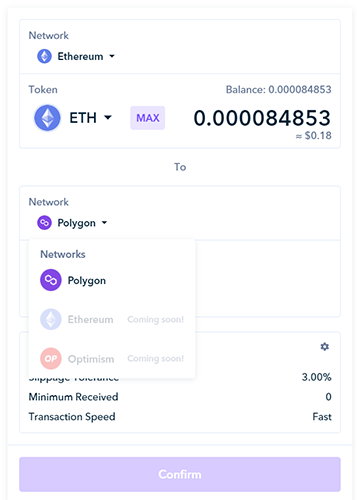 Network
Ethereum
Token
Balance: 0.000084853
ETH
MAX
0.000084853
≈ $0.18
To
Network
Polygon
Networks
Polygon
Ethereum
Coming soon!
OP
Optimism
Coming soon!
Slippage Tolerance
3.00%
Minimum Received
0
Transaction Speed
Fast
Confirm